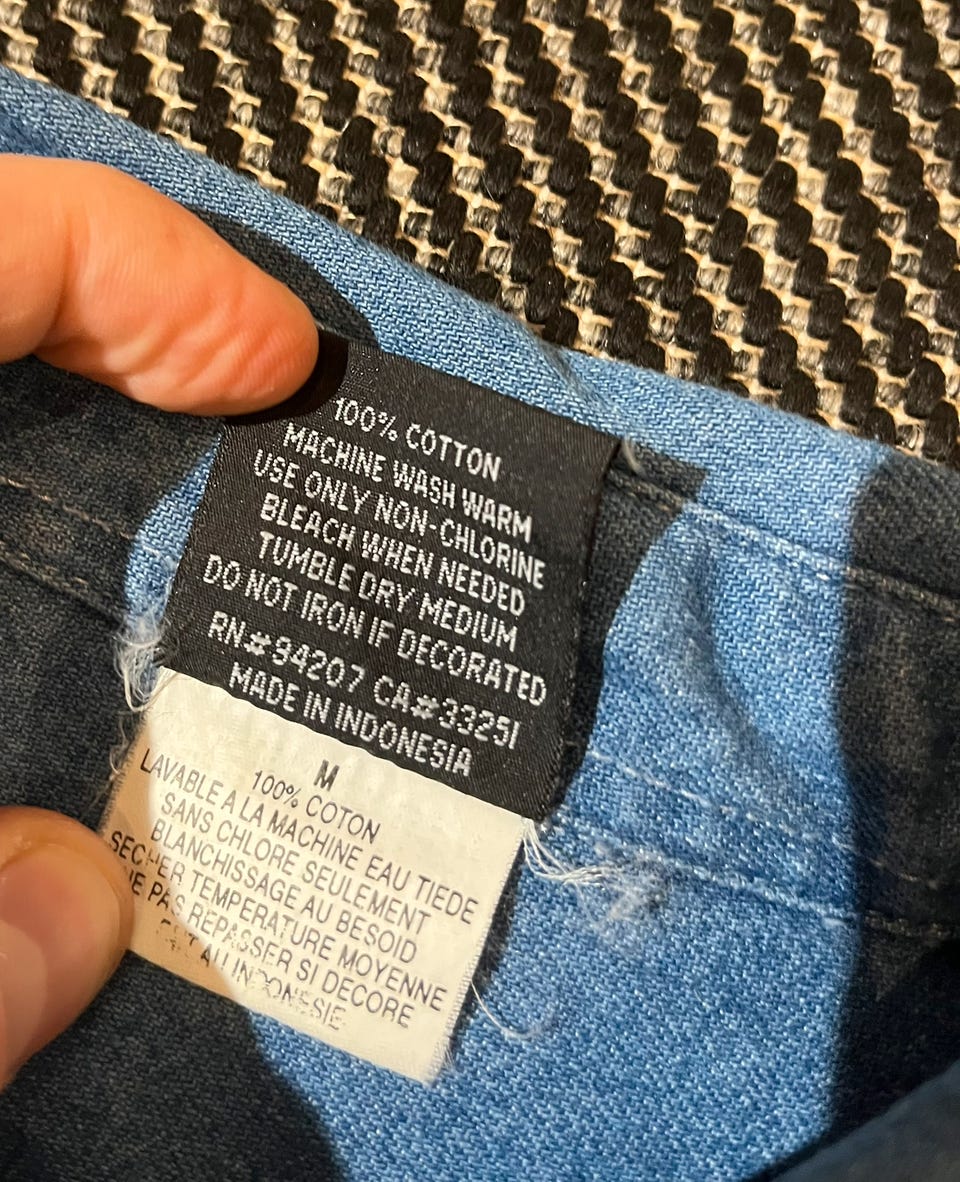 100% COTTON
MACHINE WASH WARM
USE ONLY NON-CHLORINE
BLEACH WHEN NEEDED
TUMBLE DRY MEDIUM
DO NOT IRON IF DECORATED
RN#94207 CA#33251
MADE IN INDONESIA
M
100% COTON
LAVABLE A LA MACHINE EAU TIEDE
SANS CHLORE SEULEMENT
BLANCHISSAGE AU BESOID
SECHER TEMPERATURE MOYENNE
NE PAS REPASSER SI DECORE
INDONESIE